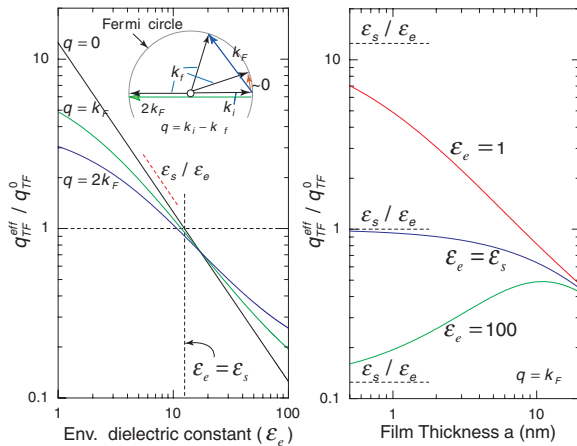 Fermi circle
q = 0
k_F
k_f
~0
2k_F
k_i
q = k_i − k_f
q = k_F
q = 2k_F
ε_s / ε_e
ε_e = ε_s
q_TF^eff / q_TF^0
10
1
0.1
1
10
100
Env. dielectric constant (ε_e)
ε_s / ε_e
ε_e = 1
ε_s / ε_e
ε_e = ε_s
ε_e = 100
ε_s / ε_e
q = k_F
q_TF^eff / q_TF^0
10
1
0.1
1
10
Film Thickness a (nm)